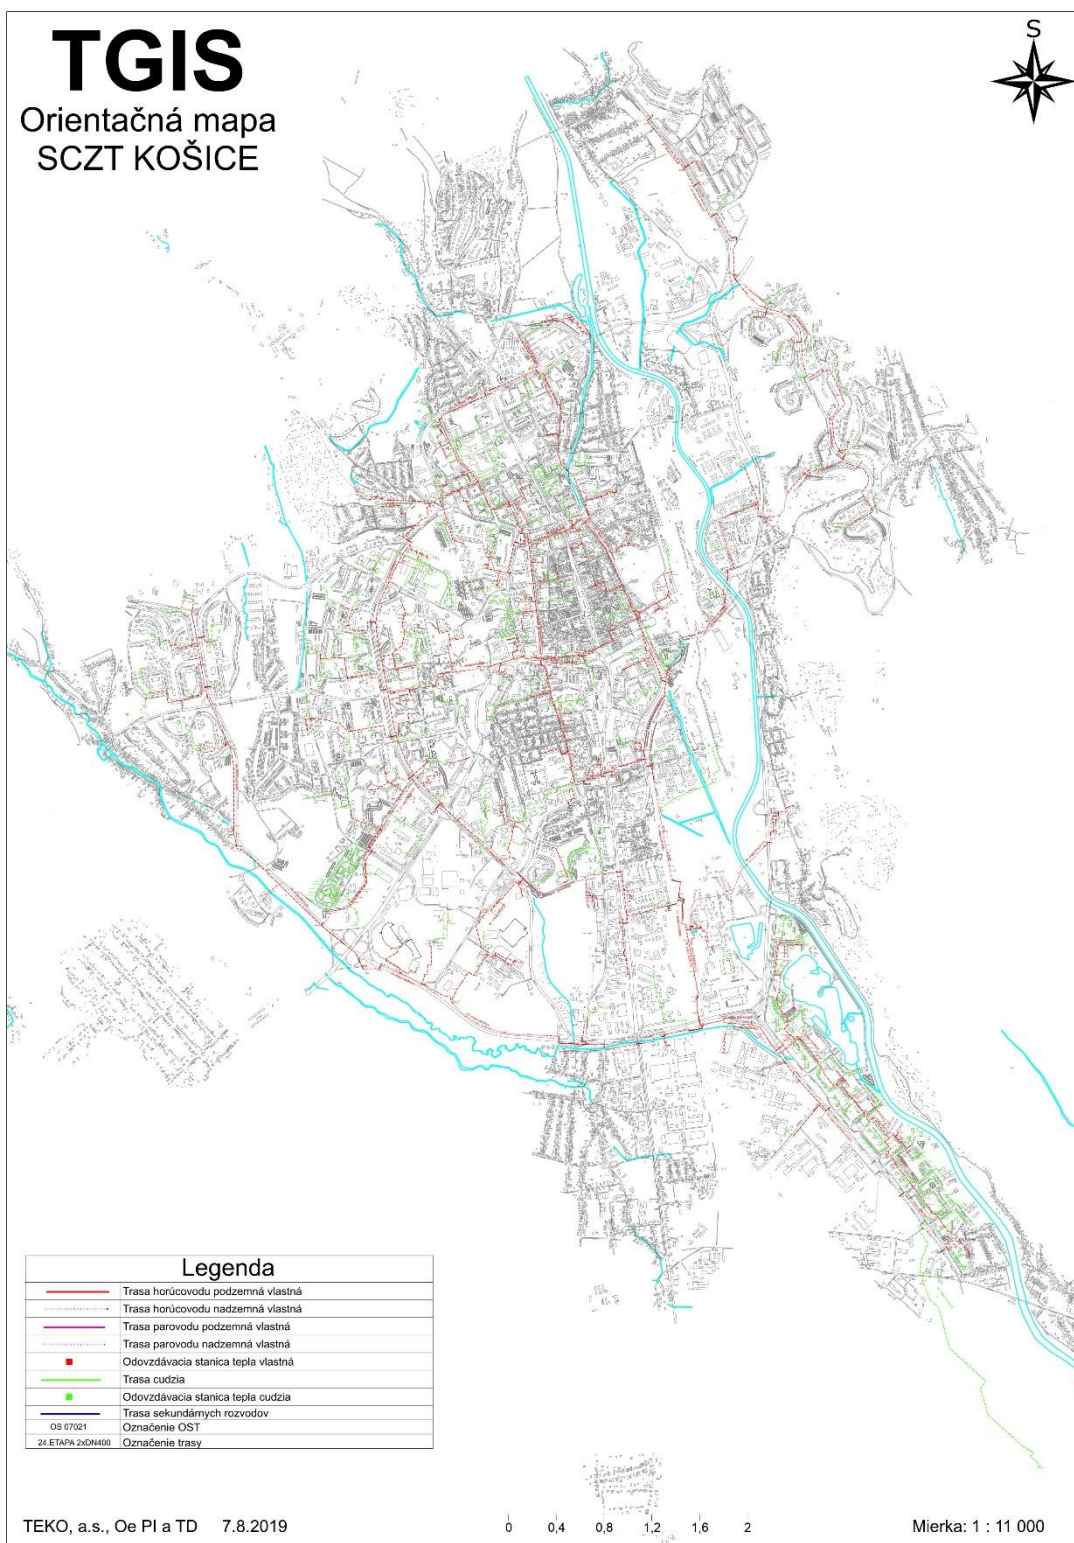 TGIS
Orientačná mapa
SCZT KOŠICE
S
Legenda
Trasa horúcovodu podzemná vlastná
Trasa horúcovodu nadzemná vlastná
Trasa parovodu podzemná vlastná
Trasa parovodu nadzemná vlastná
Odovzdávacia stanica tepla vlastná
Trasa cudzia
Odovzdávacia stanica tepla cudzia
Trasa sekundárnych rozvodov
OS 07021 Označenie OST
24.ETAPA 2xDN400 Označenie trasy
TEKO, a.s., Oe PI a TD 7.8.2019
0 0,4 0,8 1,2 1,6 2
Mierka: 1 : 11 000